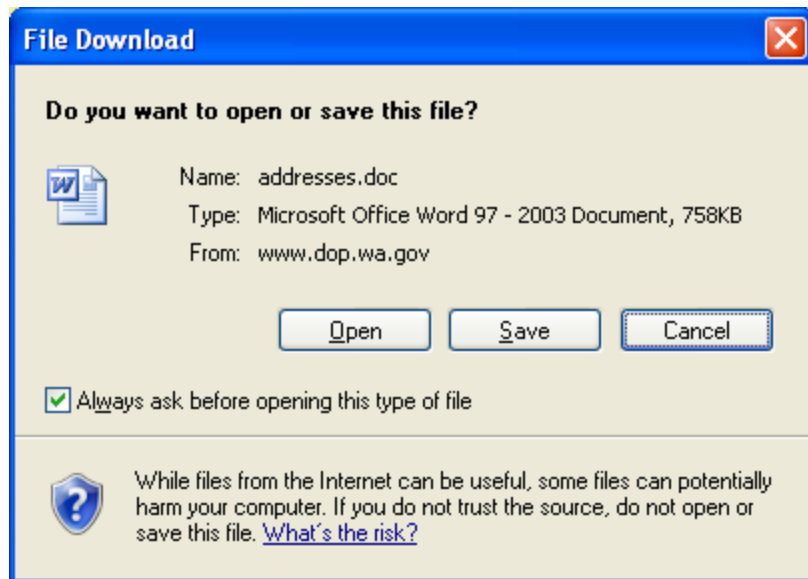 File Download
Do you want to open or save this file?
Name: addresses.doc
Type: Microsoft Office Word 97 - 2003 Document, 758KB
From: www.dop.wa.gov
Open Save Cancel
Always ask before opening this type of file
While files from the Internet can be useful, some files can potentially
harm your computer. If you do not trust the source, do not open or
save this file. What's the risk?